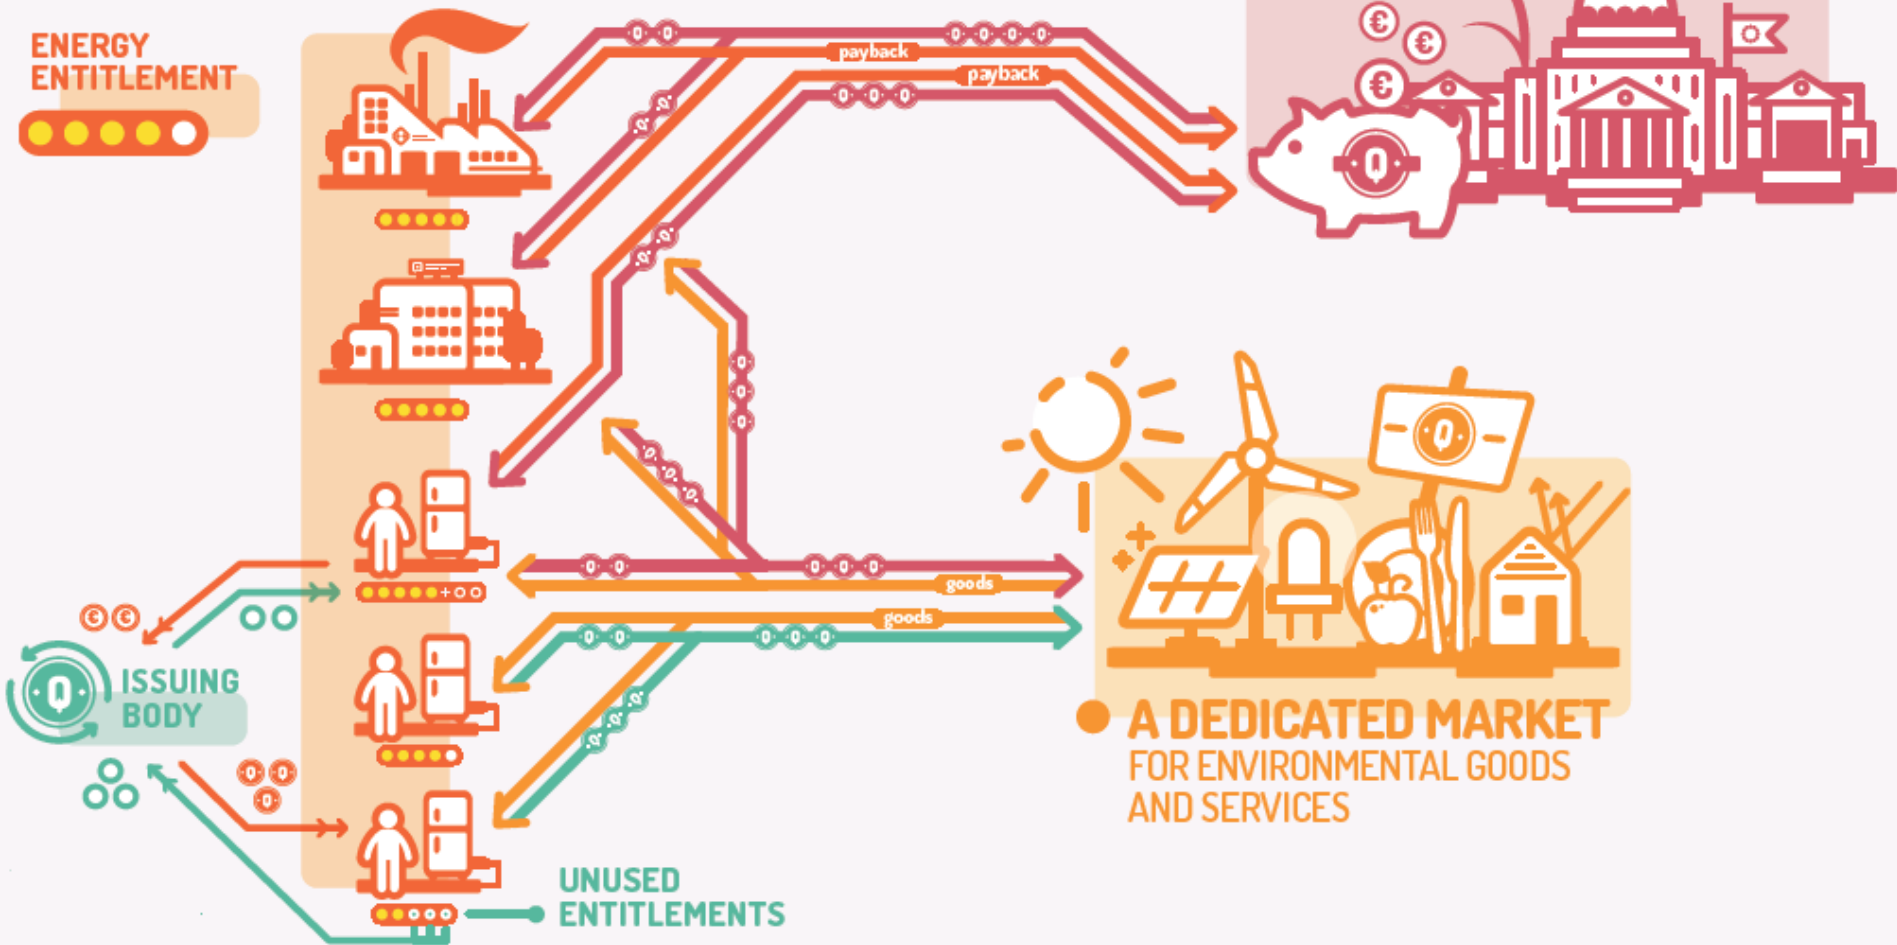 ENERGY
ENTITLEMENT
payback
payback
goods
goods
ISSUING
BODY
A DEDICATED MARKET
FOR ENVIRONMENTAL GOODS
AND SERVICES
UNUSED
ENTITLEMENTS